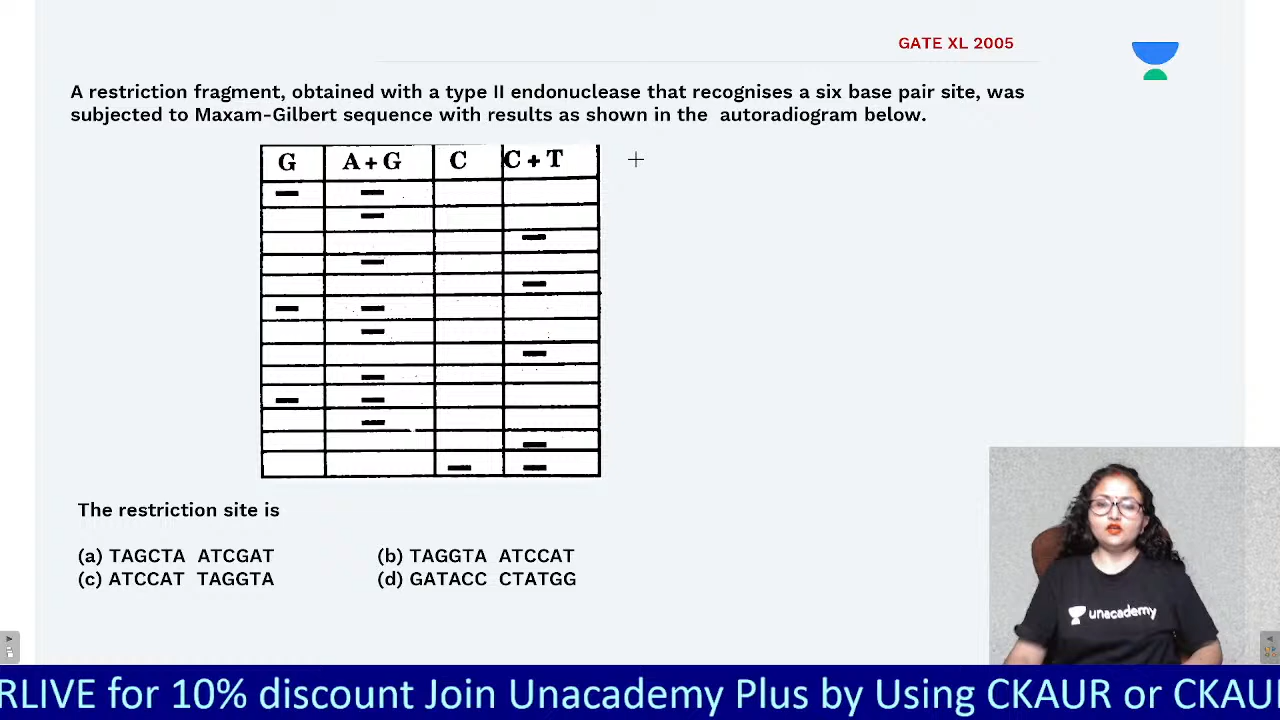 GATE XL 2005
A restriction fragment, obtained with a type II endonuclease that recognises a six base pair site, was
subjected to Maxam-Gilbert sequence with results as shown in the autoradiogram below.
G A + G C C + T
The restriction site is
(a) TAGCTA ATCGAT (b) TAGGTA ATCCAT
(c) ATCCAT TAGGTA (d) GATACC CTATGG
unacademy
RLIVE for 10% discount Join Unacademy Plus by Using CKAUR or CKAU